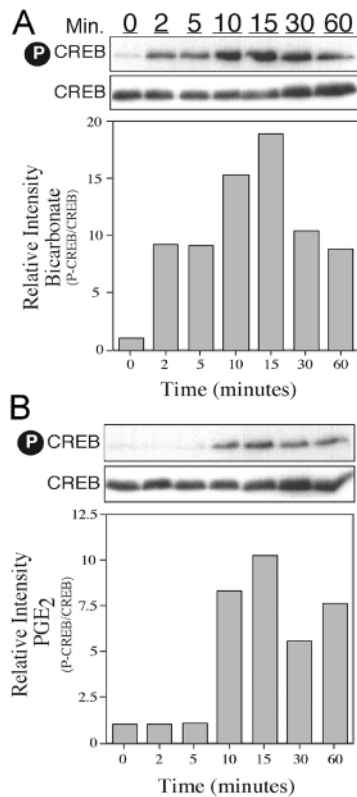 A
Min. 0 2 5 10 15 30 60
P CREB
CREB
Relative Intensity
Bicarbonate
(P-CREB/CREB)
20
15
10
5
0
0 2 5 10 15 30 60
Time (minutes)
B
P CREB
CREB
Relative Intensity
PGE2
(P-CREB/CREB)
12.5
10.
7.5
5
2.5
0
0 2 5 10 15 30 60
Time (minutes)